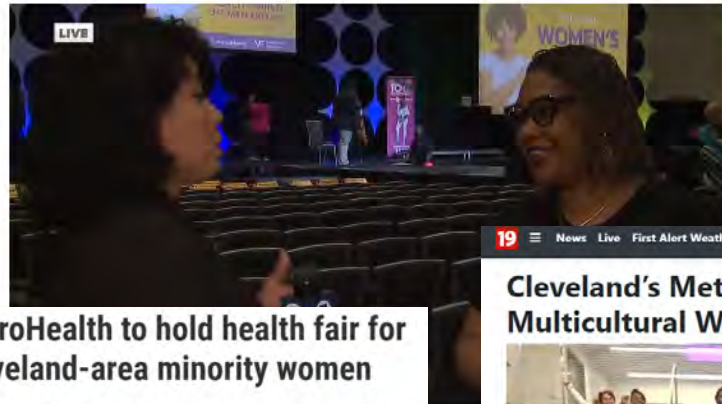 LIVE
WOMEN'S
19 News Live First Alert Weath
Cleveland's Met
Multicultural W
roHealth to hold health fair for
veland-area minority women